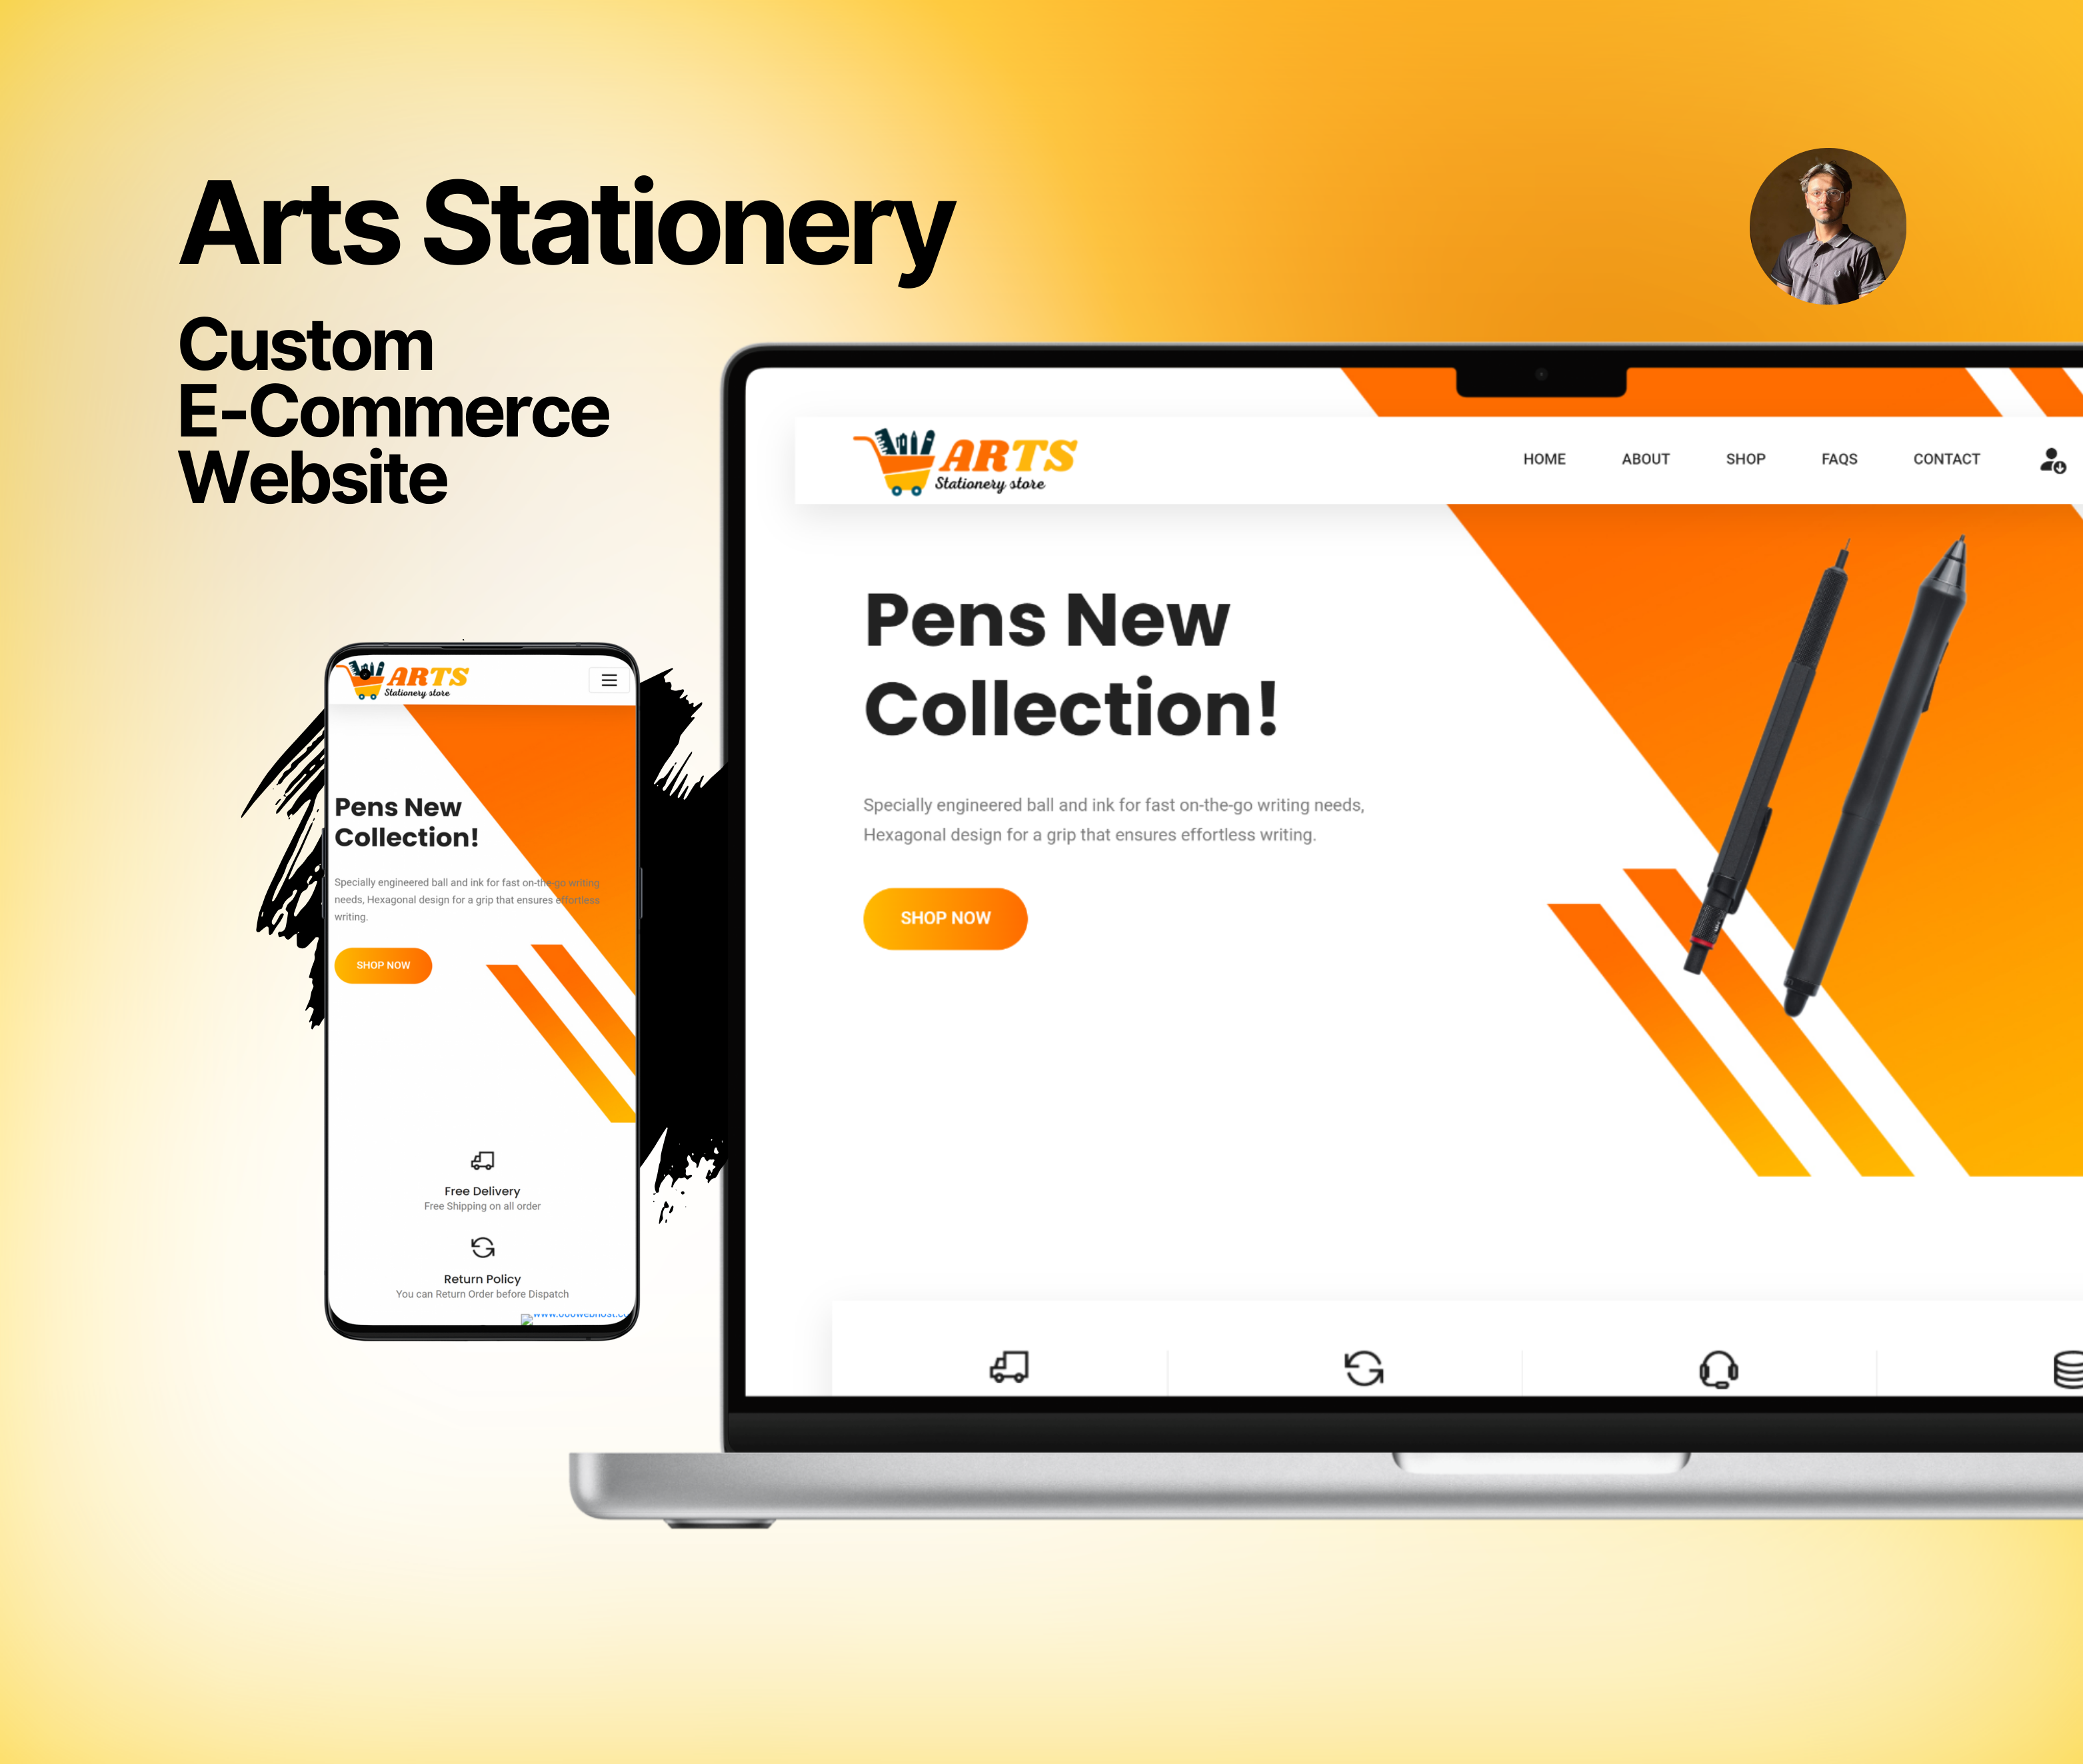 Arts Stationery
Custom
E-Commerce
Website
ARTS
Stationery store
HOME
ABOUT
SHOP
FAQS
CONTACT
Pens New
Collection!
Specially engineered ball and ink for fast on-the-go writing needs,
Hexagonal design for a grip that ensures effortless writing.
SHOP NOW
ARTS
Stationery store
Pens New
Collection!
Specially engineered ball and ink for fast on-the-go writing
needs, Hexagonal design for a grip that ensures effortless
writing.
SHOP NOW
Free Delivery
Free Shipping on all order
Return Policy
You can Return Order before Dispatch